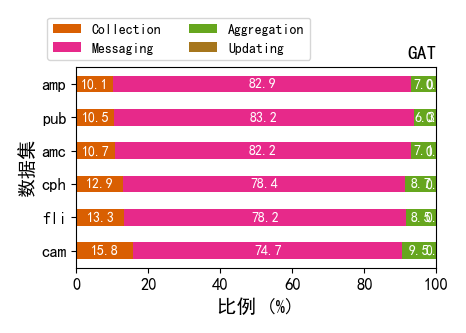 Collection
Messaging
Aggregation
Updating
GAT
amp 10.1 82.9 7.0
pub 10.5 83.2 6.3
amc 10.7 82.2 7.1
cph 12.9 78.4 8.7
fli 13.3 78.2 8.5
cam 15.8 74.7 9.5
数据集
0 20 40 60 80 100
比例 (%)